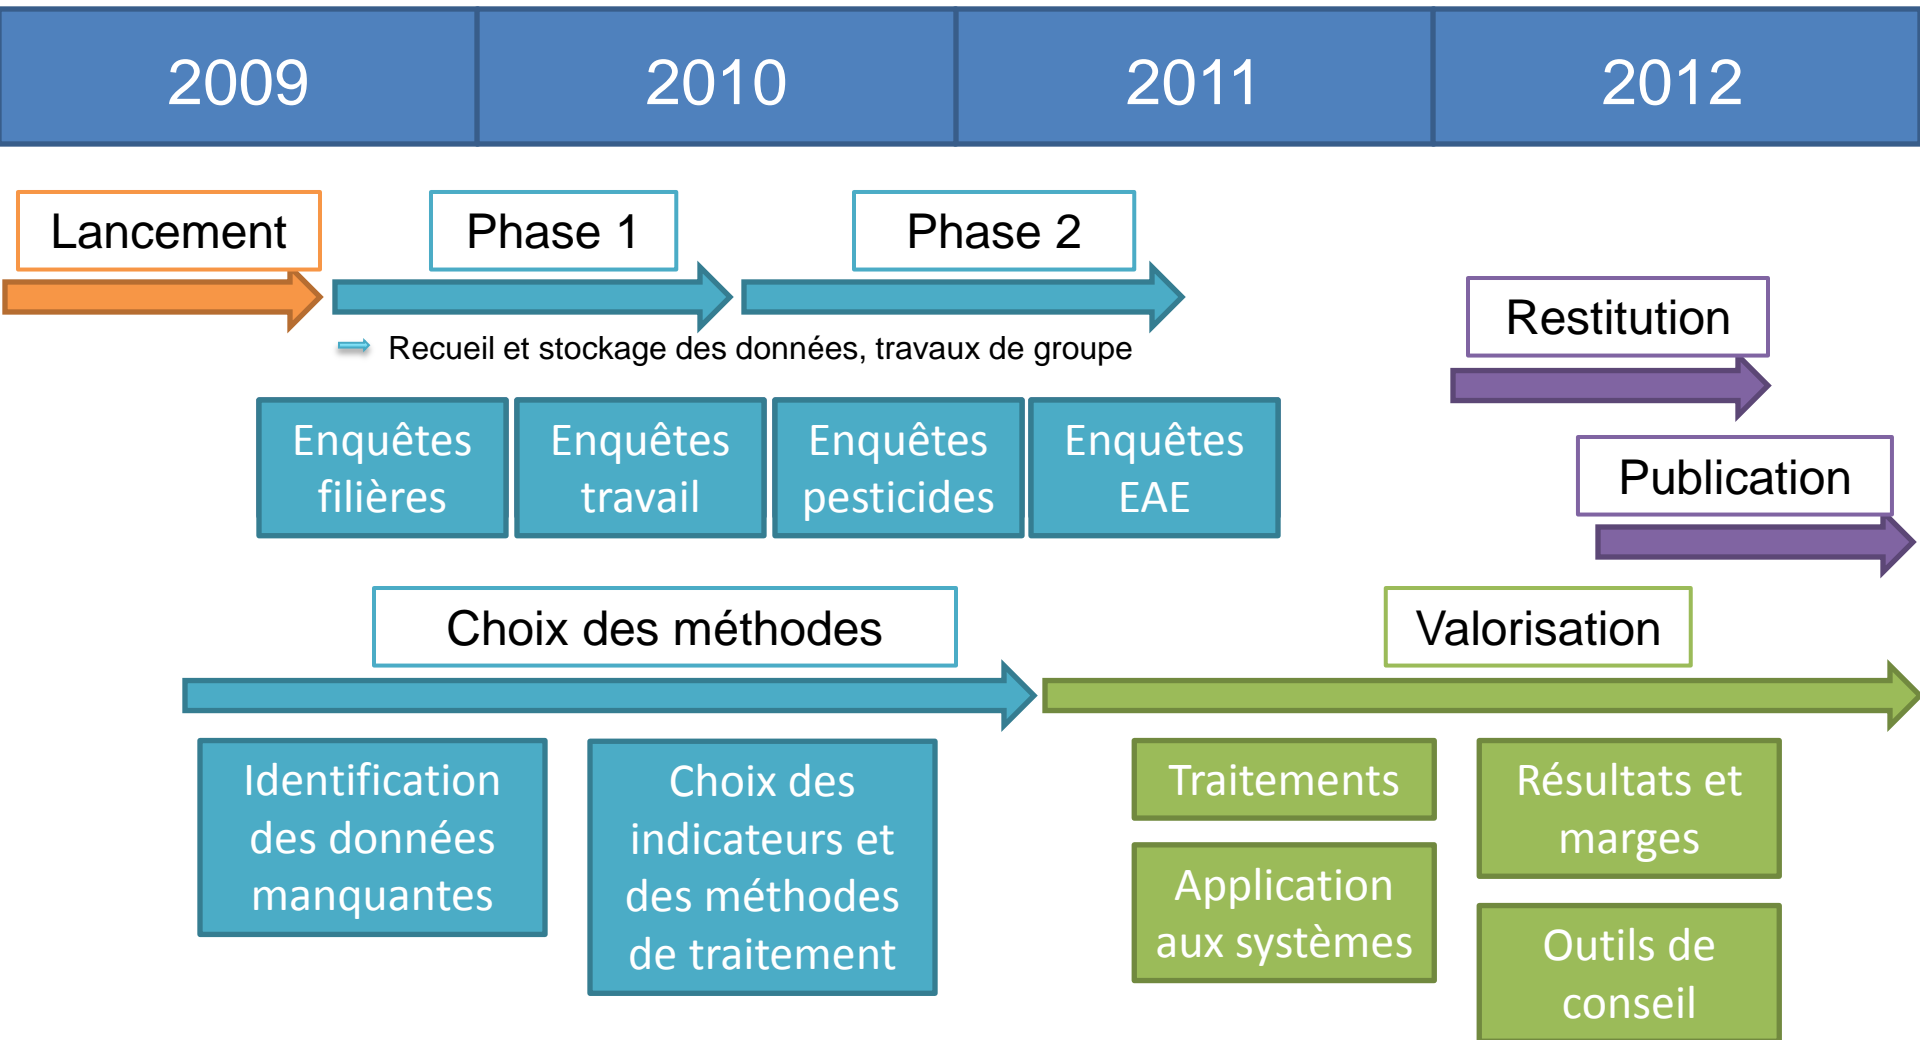 2009
2010
2011
2012
Lancement
Phase 1
Phase 2
Restitution
Recueil et stockage des données, travaux de groupe
Enquêtes
filières
Enquêtes
travail
Enquêtes
pesticides
Enquêtes
EAE
Publication
Choix des méthodes
Valorisation
Identification
des données
manquantes
Choix des
indicateurs et
des méthodes
de traitement
Traitements
Application
aux systèmes
Résultats et
marges
Outils de
conseil